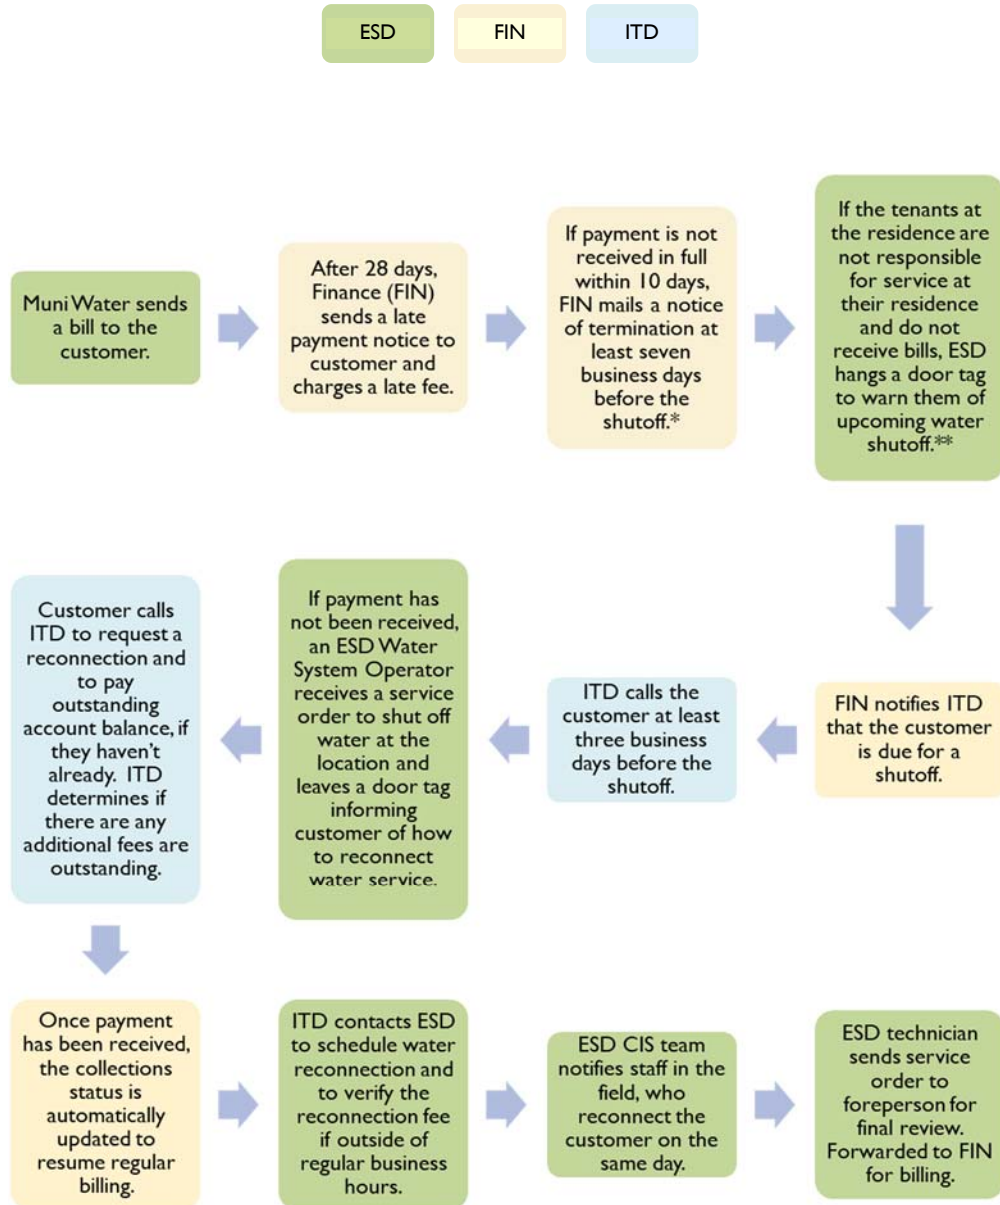 ESD
FIN
ITD
Muni Water sends
a bill to the
customer.
After 28 days,
Finance (FIN)
sends a late
payment notice to
customer and
charges a late fee.
If payment is not
received in full
within 10 days,
FIN mails a notice
of termination at
least seven
business days
before the
shutoff.*
If the tenants at
the residence are
not responsible
for service at
their residence
and do not
receive bills, ESD
hangs a door tag
to warn them of
upcoming water
shutoff.**
FIN notifies ITD
that the customer
is due for a
shutoff.
ITD calls the
customer at least
three business
days before the
shutoff.
If payment has
not been received,
an ESD Water
System Operator
receives a service
order to shut off
water at the
location and
leaves a door tag
informing
customer of how
to reconnect
water service.
Customer calls
ITD to request a
reconnection and
to pay
outstanding
account balance, if
they haven't
already. ITD
determines if
there are any
additional fees are
outstanding.
Once payment
has been received,
the collections
status is
automatically
updated to
resume regular
billing.
ITD contacts ESD
to schedule water
reconnection and
to verify the
reconnection fee
if outside of
regular business
hours.
ESD CIS team
notifies staff in the
field, who
reconnect the
customer on the
same day.
ESD technician
sends service
order to
foreperson for
final review.
Forwarded to FIN
for billing.